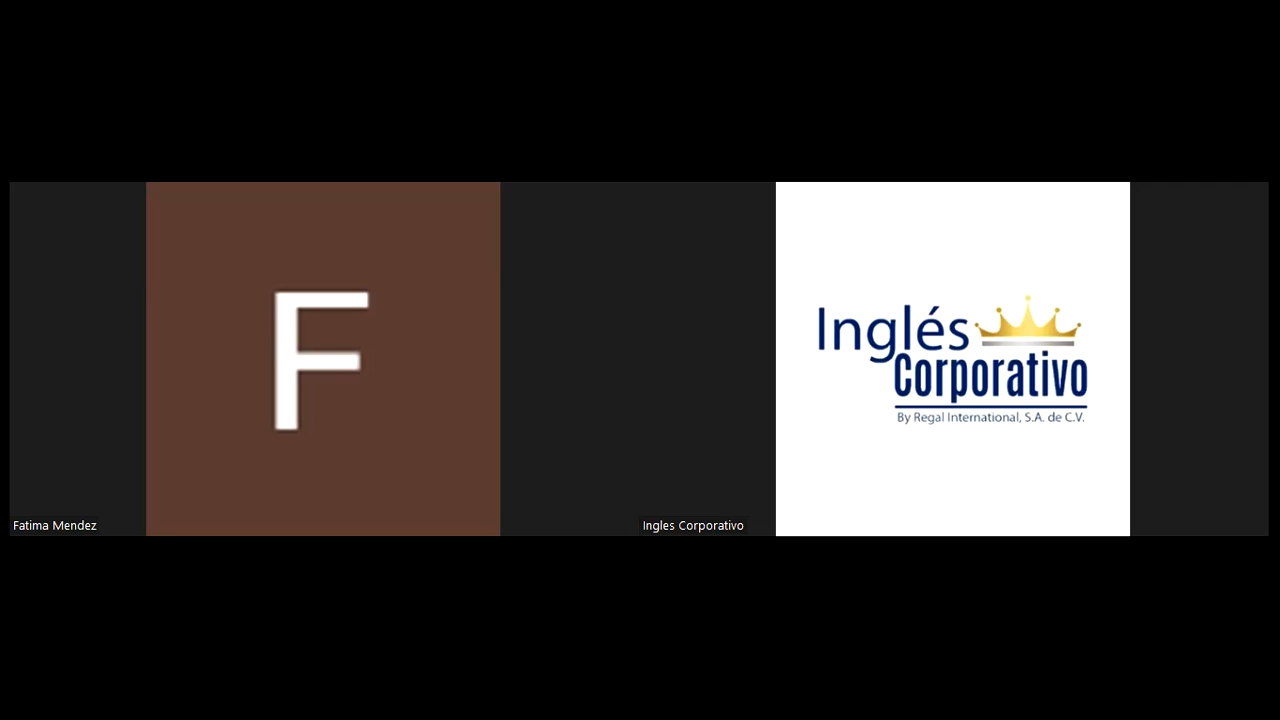 F
Inglés
Corporativo
By Regal International, S.A. de C.V.
Fatima Mendez
Ingles Corporativo